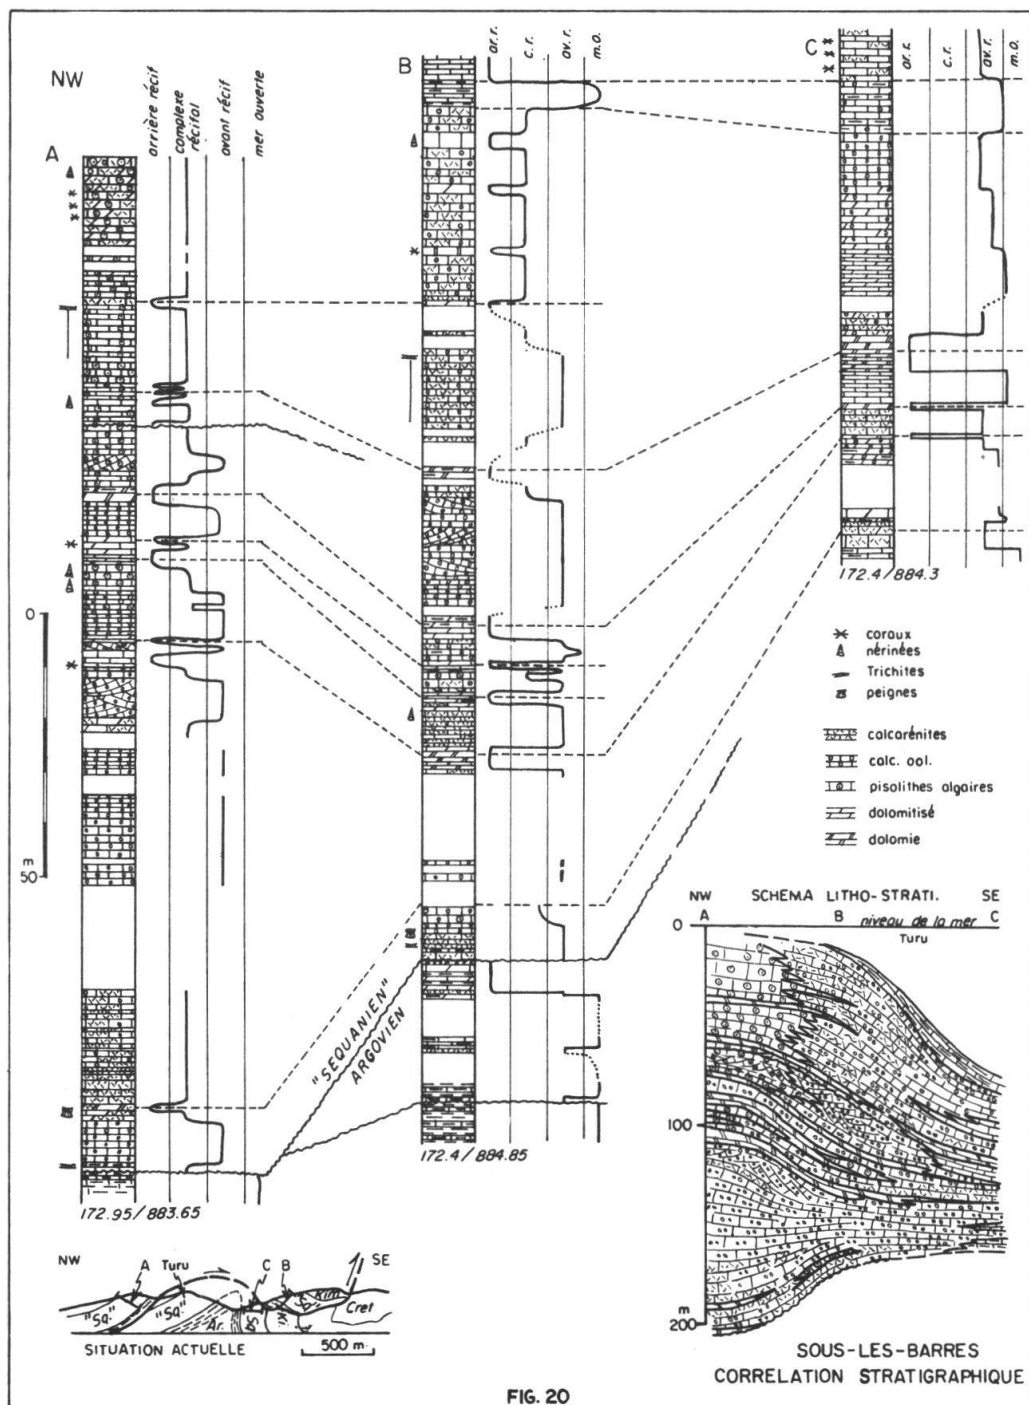 NW
A
arrière récif
complexe
récital
avant récif
mer ouverte
B
ar. r.
c. r.
av. r.
m. o.
C
ar. r.
c. r.
av. r.
m. o.
0
m
50
172.95/883.65
172.4/884.85
172.4/884.3
"SEQUANIEN"
ARGOVIEN
coraux
nérinées
Trichites
peignes
calcarénites
calc. ool.
pisolithes algaires
dolomitisé
dolomie
NW SCHEMA LITHO-STRATI. SE
A B niveau de la mer C
0
Turu
100
m
200
NW
A Turu C B SE
"Sq." "Sq." Ar. Sq Ki. Kim Cret
SITUATION ACTUELLE 500 m.
SOUS-LES-BARRES
CORRELATION STRATIGRAPHIQUE
FIG. 20